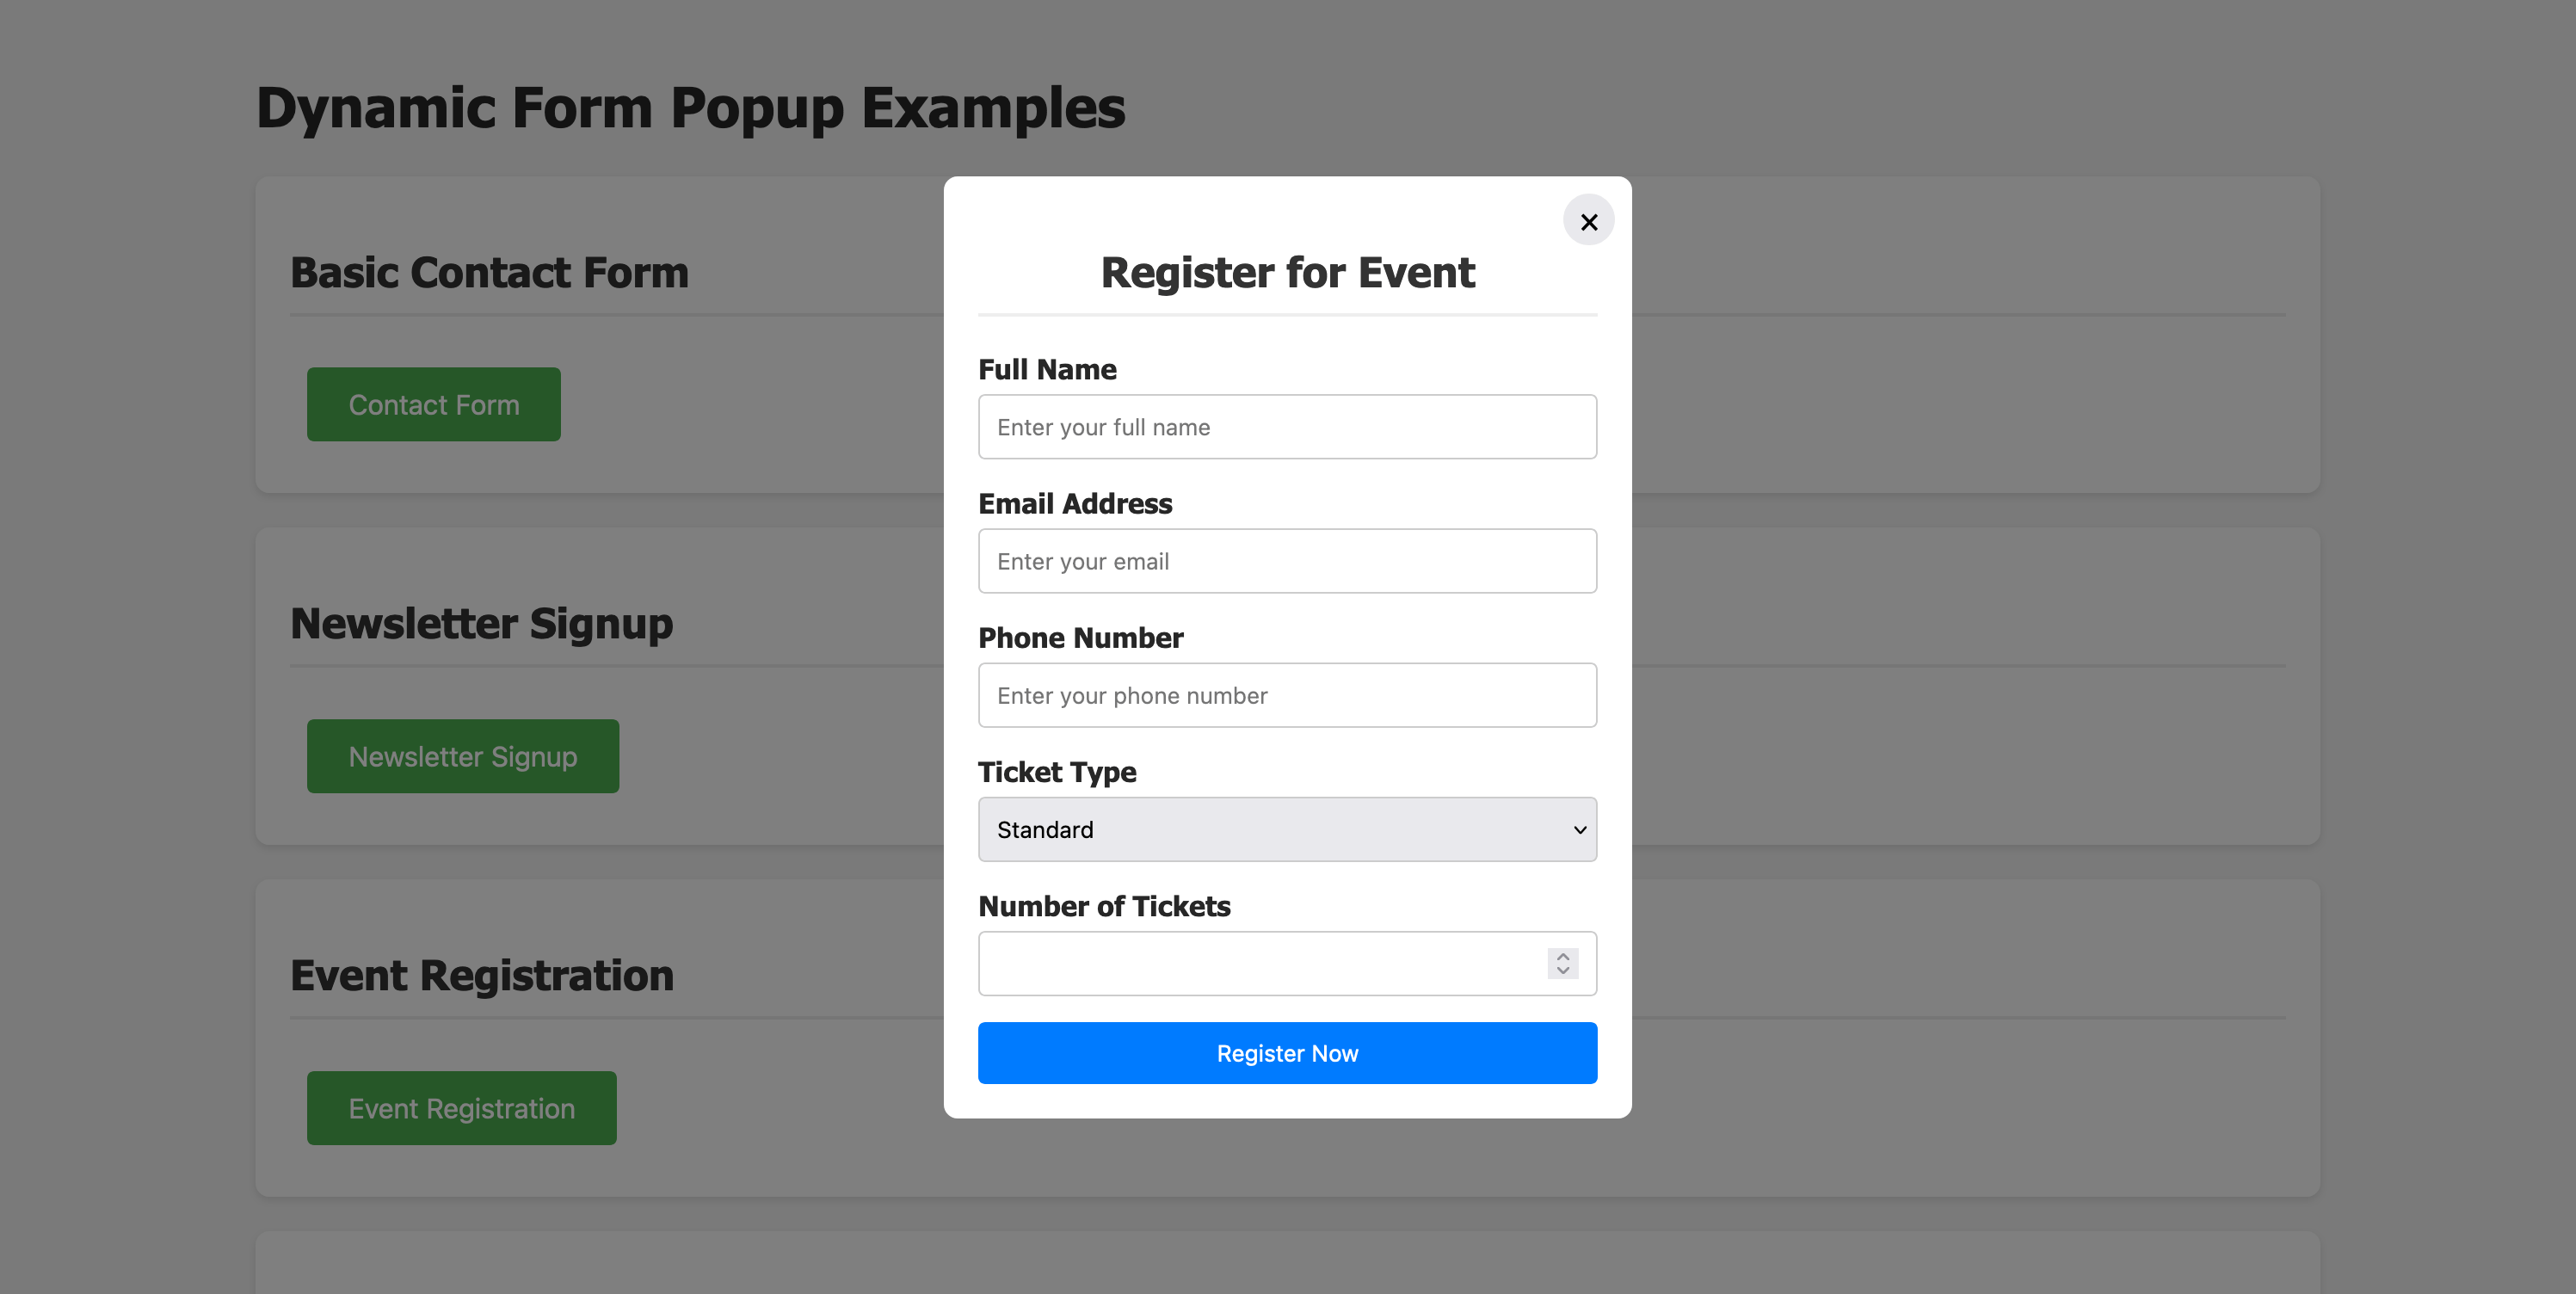 Dynamic Form Popup Examples
Basic Contact Form
Contact Form
Newsletter Signup
Newsletter Signup
Event Registration
Event Registration
×
Register for Event
Full Name
Enter your full name
Email Address
Enter your email
Phone Number
Enter your phone number
Ticket Type
Standard
Number of Tickets
Register Now